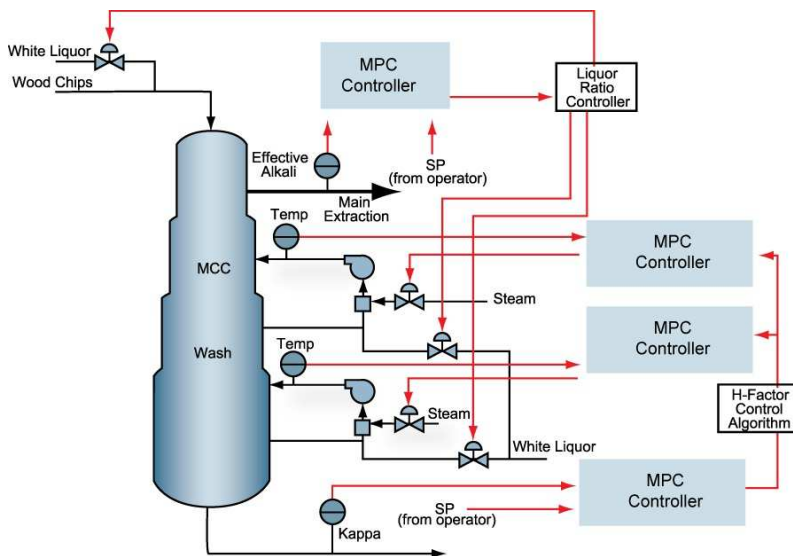 White Liquor
Wood Chips
MPC
Controller
Liquor
Ratio
Controller
Effective
Alkali
SP
(from operator)
Main
Extraction
Temp
MPC
Controller
MCC
Steam
Wash
Temp
MPC
Controller
Steam
H-Factor
Control
Algorithm
White Liquor
MPC
Controller
SP
(from operator)
Kappa